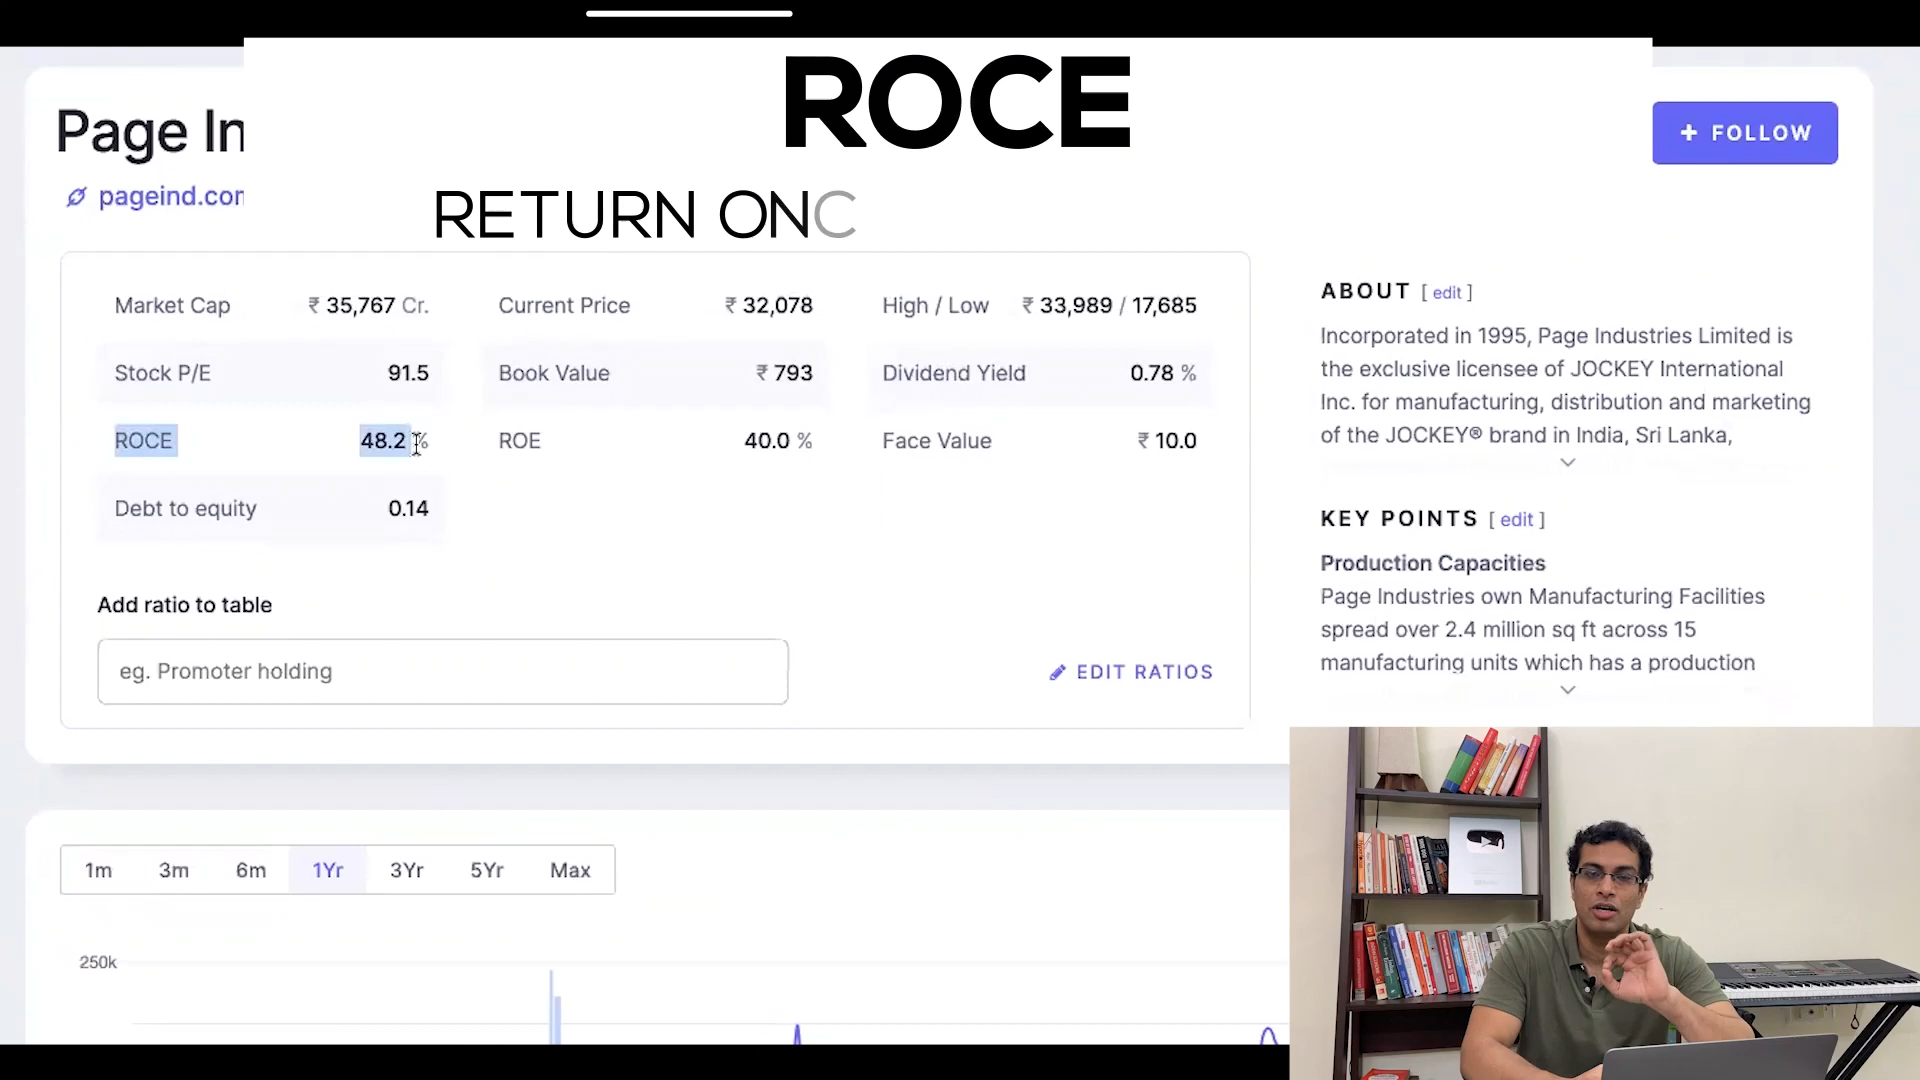 ROCE
Page In
+ FOLLOW
pageind.cor
RETURN ONC
Market Cap ₹ 35,767 Cr.
Current Price ₹ 32,078
High / Low ₹ 33,989 / 17,685
Stock P/E 91.5
Book Value ₹ 793
Dividend Yield 0.78 %
ROCE 48.2 %
ROE 40.0 %
Face Value ₹ 10.0
Debt to equity 0.14
Add ratio to table
eg. Promoter holding
EDIT RATIOS
ABOUT [ edit ]
Incorporated in 1995, Page Industries Limited is
the exclusive licensee of JOCKEY International
Inc. for manufacturing, distribution and marketing
of the JOCKEY® brand in India, Sri Lanka,
KEY POINTS [ edit ]
Production Capacities
Page Industries own Manufacturing Facilities
spread over 2.4 million sq ft across 15
manufacturing units which has a production
1m 3m 6m 1Yr 3Yr 5Yr Max
250k